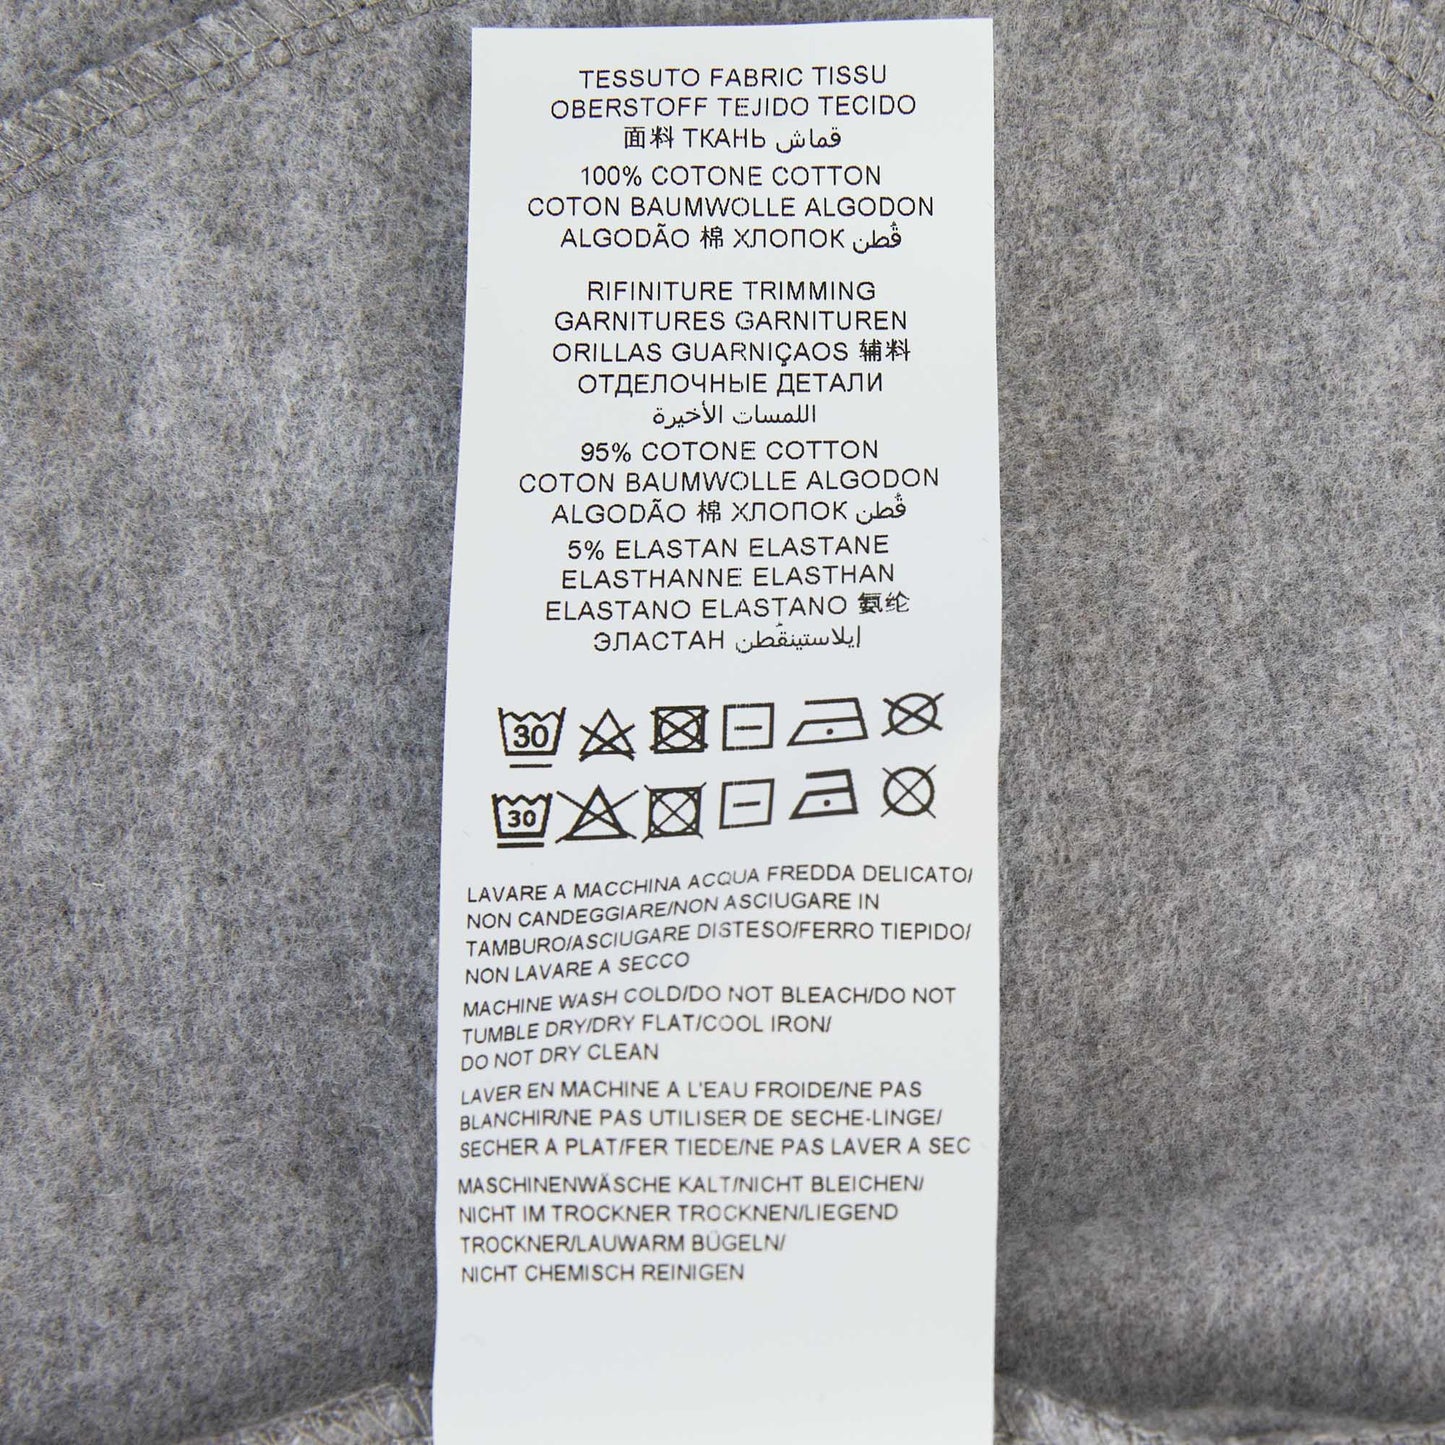 TESSUTO FABRIC TISSU
OBERSTOFF TEJIDO TECIDO
面料 ТКАНЬ قماش
100% COTONE COTTON
COTON BAUMWOLLE ALGODON
ALGODÃO 棉 ХЛОПОК قُطن
RIFINITURE TRIMMING
GARNITURES GARNITUREN
ORILLAS GUARNIÇAOS 辅料
ОТДЕЛОЧНЫЕ ДЕТАЛИ
اللمسات الأخيرة
95% COTONE COTTON
COTON BAUMWOLLE ALGODON
ALGODÃO 棉 ХЛОПОК قُطن
5% ELASTAN ELASTANE
ELASTHANNE ELASTHAN
ELASTANO ELASTANO 氨纶
ЭЛАСТАН إيلاستينقُطن
30
30
LAVARE A MACCHINA ACQUA FREDDA DELICATO/
NON CANDEGGIARE/NON ASCIUGARE IN
TAMBURO/ASCIUGARE DISTESO/FERRO TIEPIDO/
NON LAVARE A SECCO
MACHINE WASH COLD/DO NOT BLEACH/DO NOT
TUMBLE DRY/DRY FLAT/COOL IRON/
DO NOT DRY CLEAN
LAVER EN MACHINE A L'EAU FROIDE/NE PAS
BLANCHIR/NE PAS UTILISER DE SECHE-LINGE/
SECHER A PLAT/FER TIEDE/NE PAS LAVER A SEC
MASCHINENWÄSCHE KALT/NICHT BLEICHEN/
NICHT IM TROCKNER TROCKNEN/LIEGEND
TROCKNER/LAUWARM BÜGELN/
NICHT CHEMISCH REINIGEN